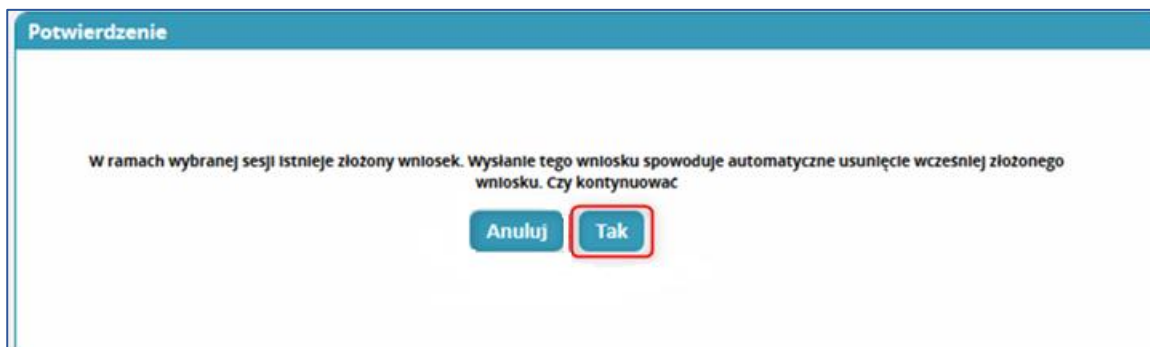 Potwierdzenie
W ramach wybranej sesji istnieje złożony wniosek. Wysłanie tego wniosku spowoduje automatyczne usunięcie wcześniej złożonego
wniosku. Czy kontynuować
Anuluj Tak